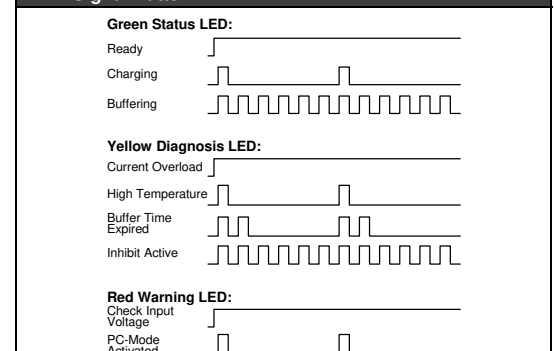 Green Status LED:
Ready
Charging
Buffering
Yellow Diagnosis LED:
Current Overload
High Temperature
Buffer Time
Expired
Inhibit Active
Red Warning LED:
Check Input
Voltage
PC-Mode
Activated